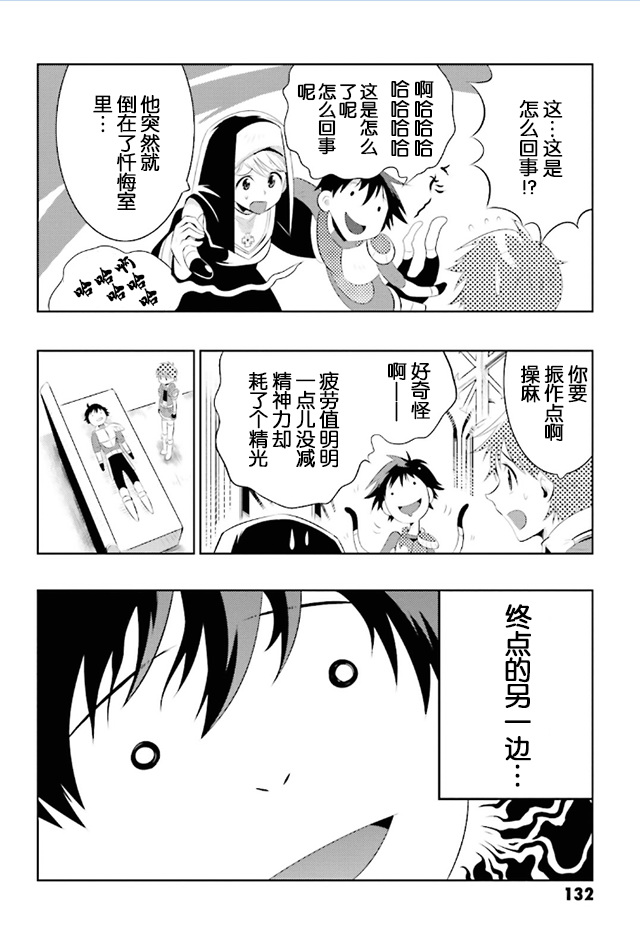 这…这是
怎么回事!?
啊哈哈哈
哈哈哈哈
这是怎么
了呢
怎么回事
呢
他突然就
倒在了忏悔室
里…
哈哈哟
哈哈哈
你要
振作点啊
操麻
好奇怪
啊——
疲劳值明明
一点儿没减
精神力却
耗了个精光
终点的另一边…
132